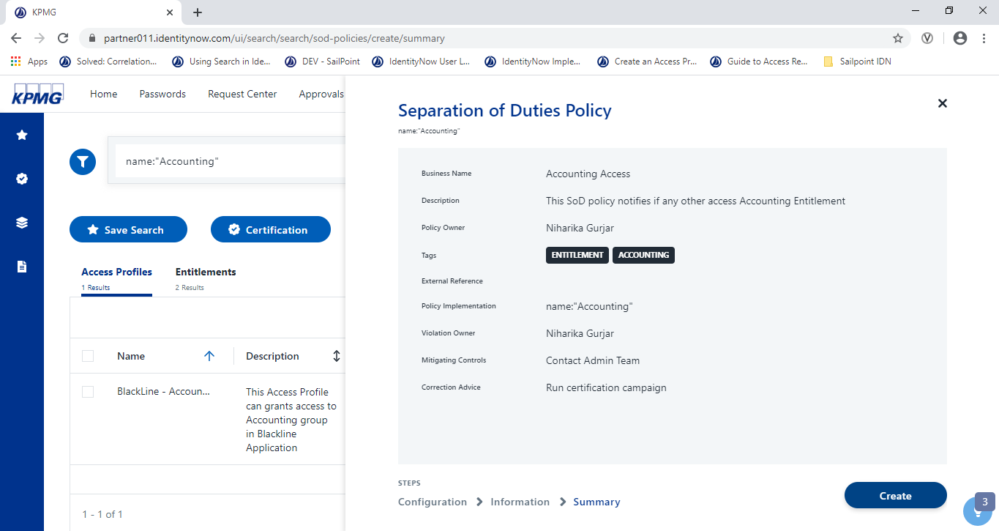 KPMG
partner011.identitynow.com/ui/search/search/sod-policies/create/summary
Apps
Solved: Correlation...
Using Search in Ide...
DEV - SailPoint
IdentityNow User L...
IdentityNow Imple...
Create an Access Pr...
Guide to Access Re...
Sailpoint IDN
KPMG
Home
Passwords
Request Center
Approvals
name:"Accounting"
Save Search
Certification
Access Profiles
1 Results
Entitlements
2 Results
Name
Description
BlackLine - Accoun...
This Access Profile
can grants access to
Accounting group
in Blackline
Application
1 - 1 of 1
Separation of Duties Policy
name:"Accounting"
Business Name Accounting Access
Description This SoD policy notifies if any other access Accounting Entitlement
Policy Owner Niharika Gurjar
Tags ENTITLEMENT ACCOUNTING
External Reference
Policy Implementation name:"Accounting"
Violation Owner Niharika Gurjar
Mitigating Controls Contact Admin Team
Correction Advice Run certification campaign
STEPS
Configuration Information Summary
Create
3